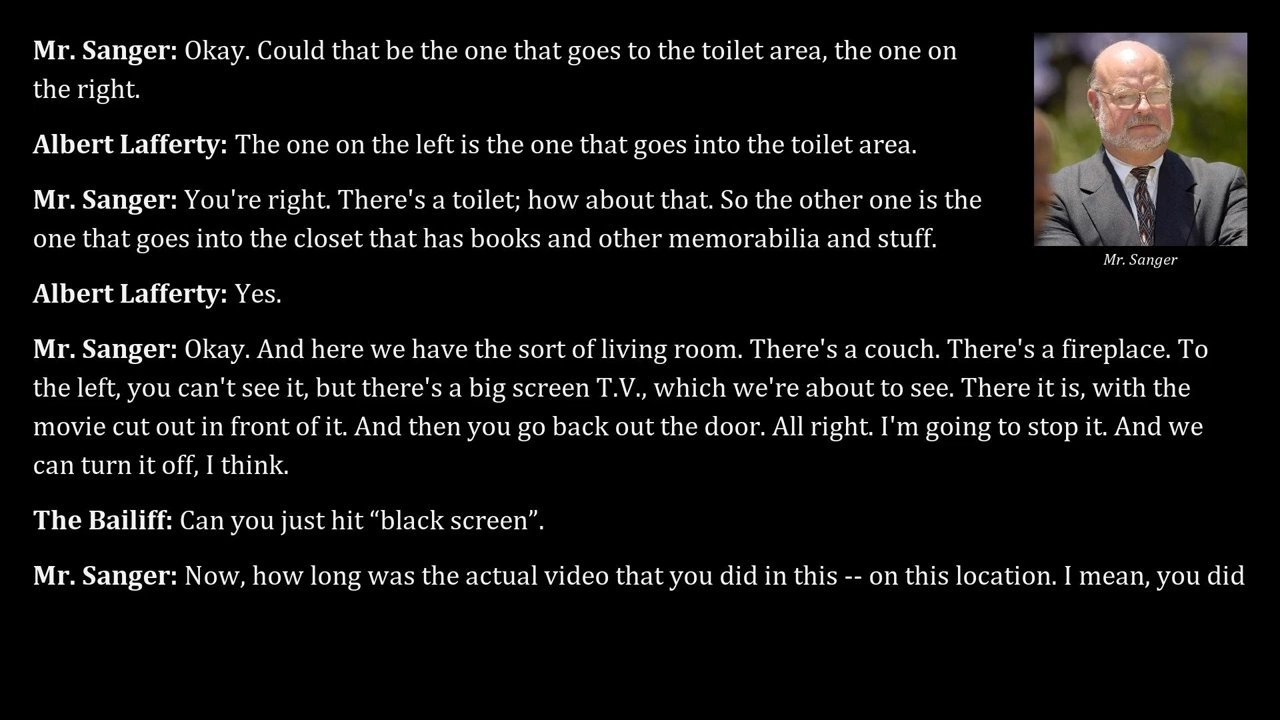 Mr. Sanger: Okay. Could that be the one that goes to the toilet area, the one on
the right.
Albert Lafferty: The one on the left is the one that goes into the toilet area.
Mr. Sanger: You're right. There's a toilet; how about that. So the other one is the
one that goes into the closet that has books and other memorabilia and stuff.
Mr. Sanger
Albert Lafferty: Yes.
Mr. Sanger: Okay. And here we have the sort of living room. There's a couch. There's a fireplace. To
the left, you can't see it, but there's a big screen T.V., which we're about to see. There it is, with the
movie cut out in front of it. And then you go back out the door. All right. I'm going to stop it. And we
can turn it off, I think.
The Bailiff: Can you just hit “black screen”.
Mr. Sanger: Now, how long was the actual video that you did in this -- on this location. I mean, you did